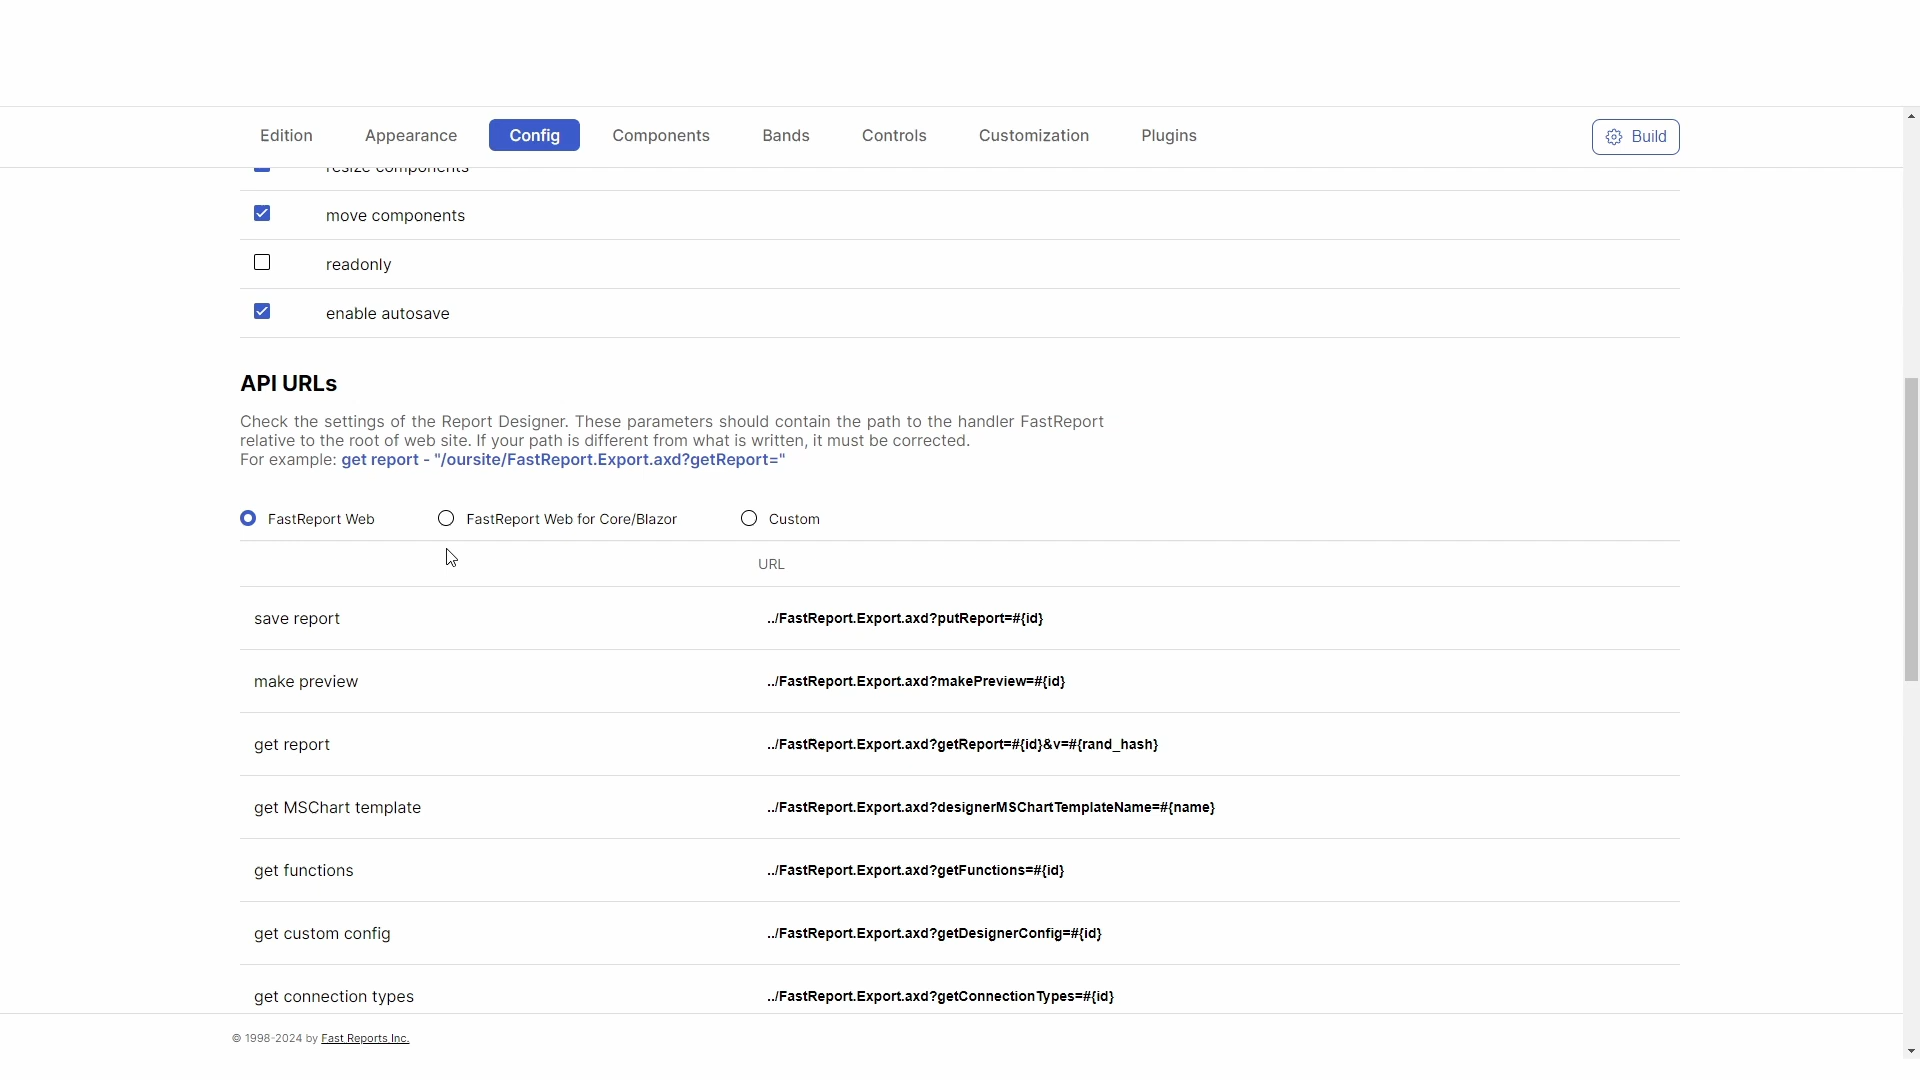 Edition Appearance Config Components Bands Controls Customization Plugins Build
resize components
move components
readonly
enable autosave
API URLs
Check the settings of the Report Designer. These parameters should contain the path to the handler FastReport
relative to the root of web site. If your path is different from what is written, it must be corrected.
For example: get report - "/oursite/FastReport.Export.axd?getReport="
FastReport Web FastReport Web for Core/Blazor Custom
URL
save report ../FastReport.Export.axd?putReport=#{id}
make preview ../FastReport.Export.axd?makePreview=#{id}
get report ../FastReport.Export.axd?getReport=#{id}&v=#{rand_hash}
get MSChart template ../FastReport.Export.axd?designerMSChartTemplateName=#{name}
get functions ../FastReport.Export.axd?getFunctions=#{id}
get custom config ../FastReport.Export.axd?getDesignerConfig=#{id}
get connection types ../FastReport.Export.axd?getConnectionTypes=#{id}
© 1998-2024 by Fast Reports Inc.